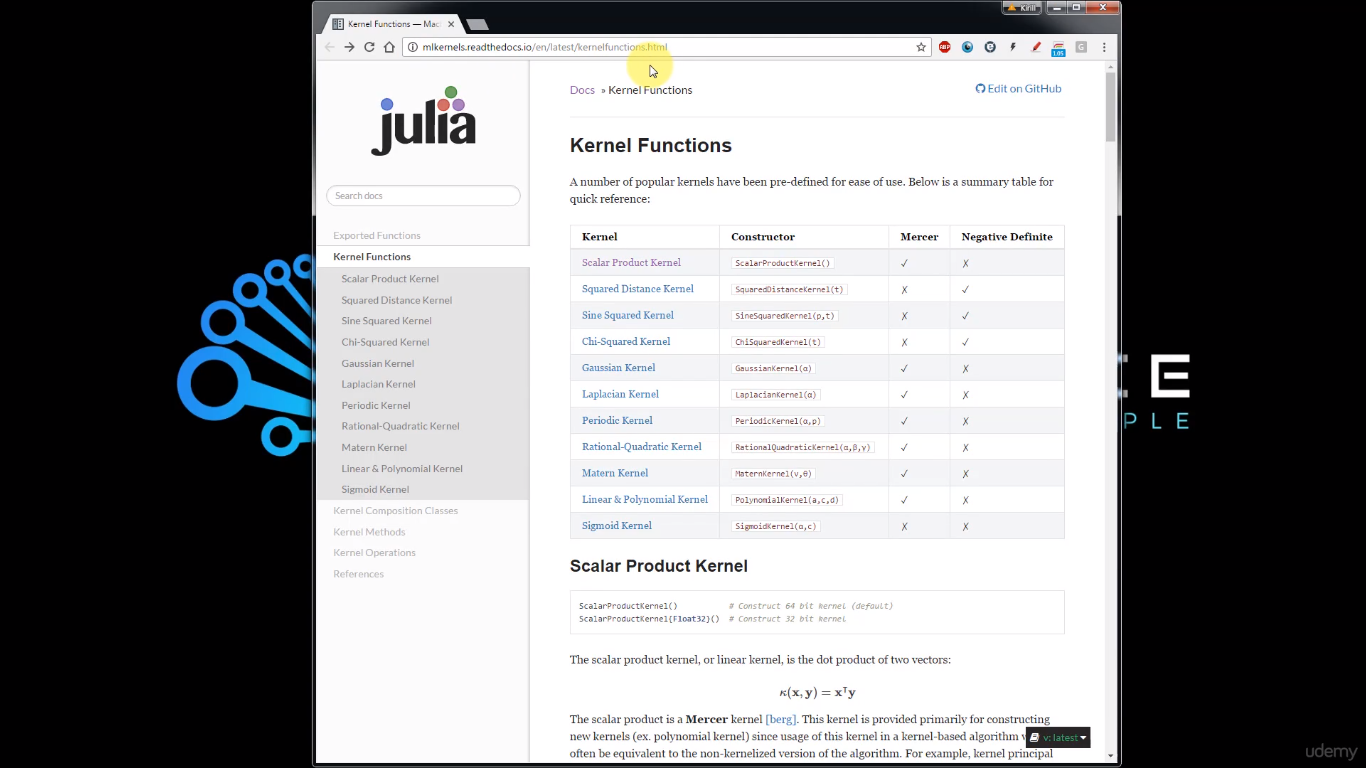 Kirill
Kernel Functions — Mac
mlkernels.readthedocs.io/en/latest/kernelfunctions.html
ABP
1.05
G
julia
Search docs
Exported Functions
Kernel Functions
Scalar Product Kernel
Squared Distance Kernel
Sine Squared Kernel
Chi-Squared Kernel
Gaussian Kernel
Laplacian Kernel
Periodic Kernel
Rational-Quadratic Kernel
Matern Kernel
Linear & Polynomial Kernel
Sigmoid Kernel
Kernel Composition Classes
Kernel Methods
Kernel Operations
References
Docs » Kernel Functions
Edit on GitHub
Kernel Functions
A number of popular kernels have been pre-defined for ease of use. Below is a summary table for
quick reference:
Kernel Constructor Mercer Negative Definite
Scalar Product Kernel ScalarProductKernel() ✓ ✗
Squared Distance Kernel SquaredDistanceKernel(t) ✗ ✓
Sine Squared Kernel SineSquaredKernel(p,t) ✗ ✓
Chi-Squared Kernel ChiSquaredKernel(t) ✗ ✓
Gaussian Kernel GaussianKernel(α) ✓ ✗
Laplacian Kernel LaplacianKernel(α) ✓ ✗
Periodic Kernel PeriodicKernel(α,p) ✓ ✗
Rational-Quadratic Kernel RationalQuadraticKernel(α,β,γ) ✓ ✗
Matern Kernel MaternKernel(ν,θ) ✓ ✗
Linear & Polynomial Kernel PolynomialKernel(a,c,d) ✓ ✗
Sigmoid Kernel SigmoidKernel(α,c) ✗ ✗
Scalar Product Kernel
ScalarProductKernel() # Construct 64 bit kernel (default)
ScalarProductKernel{Float32}() # Construct 32 bit kernel
The scalar product kernel, or linear kernel, is the dot product of two vectors:
κ(x, y) = xᵀy
The scalar product is a Mercer kernel [berg]. This kernel is provided primarily for constructing
new kernels (ex. polynomial kernel) since usage of this kernel in a kernel-based algorithm
often be equivalent to the non-kernelized version of the algorithm. For example, kernel principal
v: latest
E
PLE
udemy